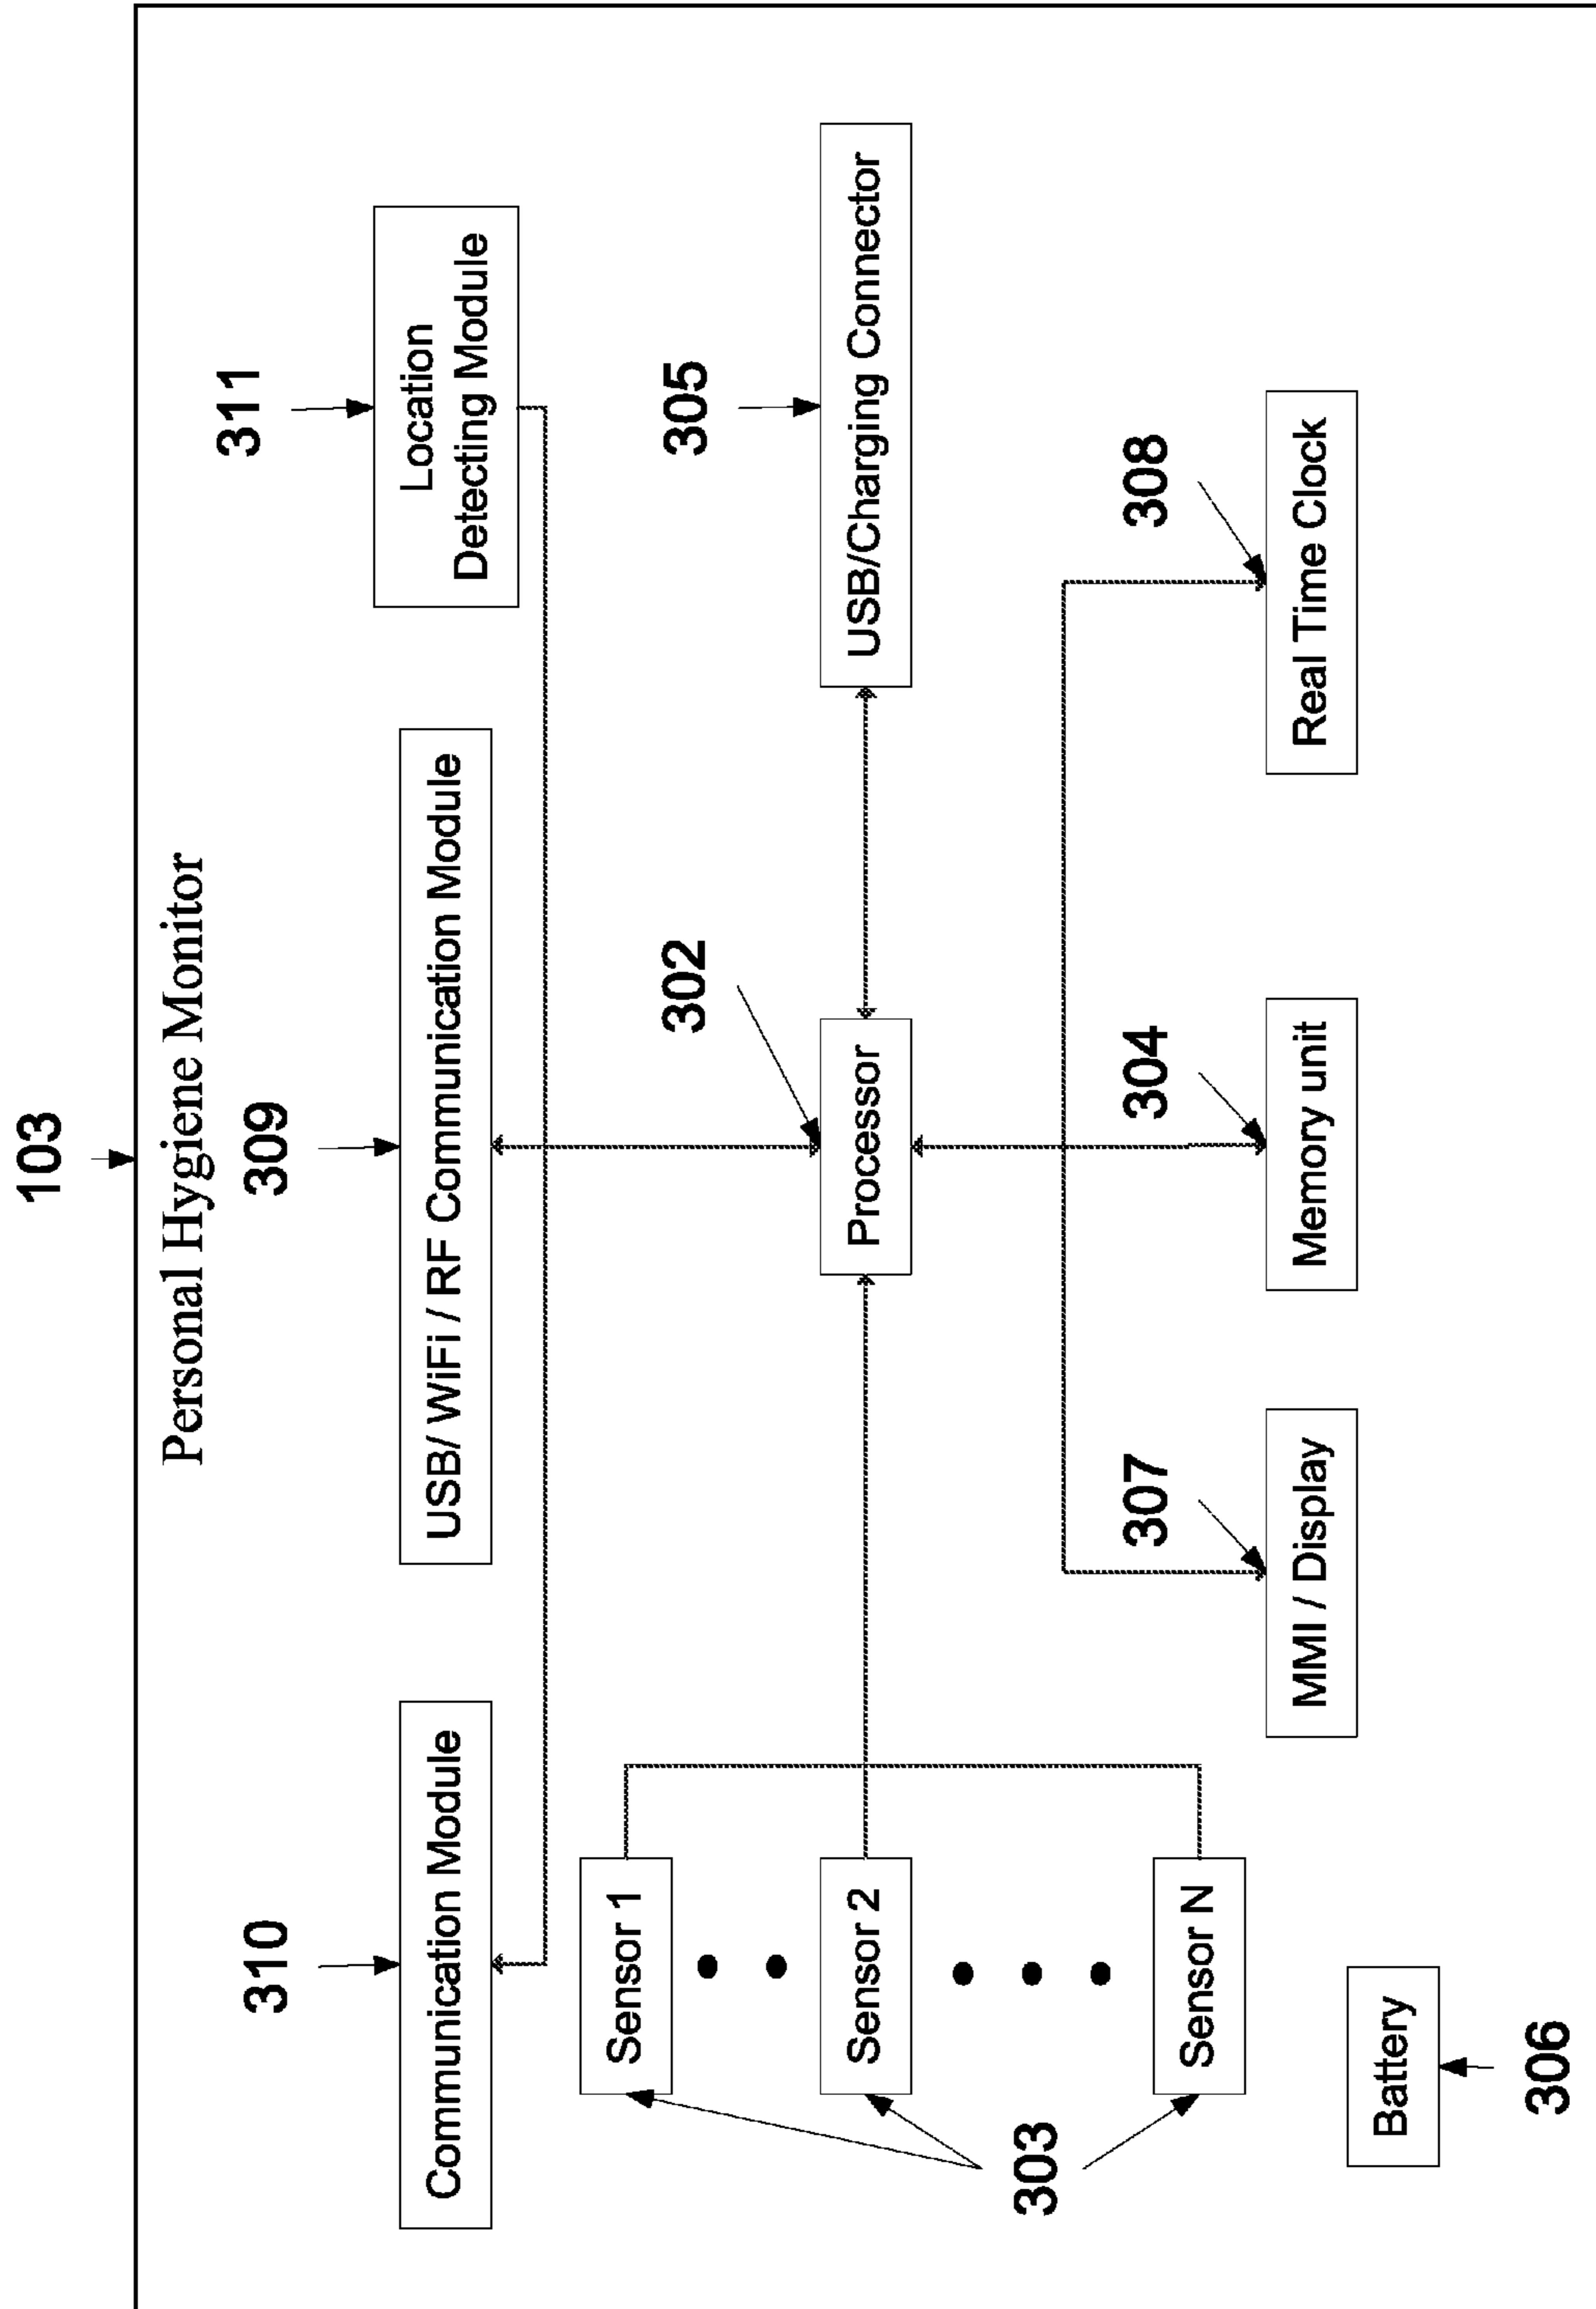 103
Personal Hygiene Monitor
310
309
311
Communication Module
USB/ WiFi / RF Communication Module
Location
Detecting Module
302
305
Sensor 1
Sensor 2
Sensor N
303
Processor
USB/Charging Connector
307
304
308
MMI / Display
Memory unit
Real Time Clock
Battery
306